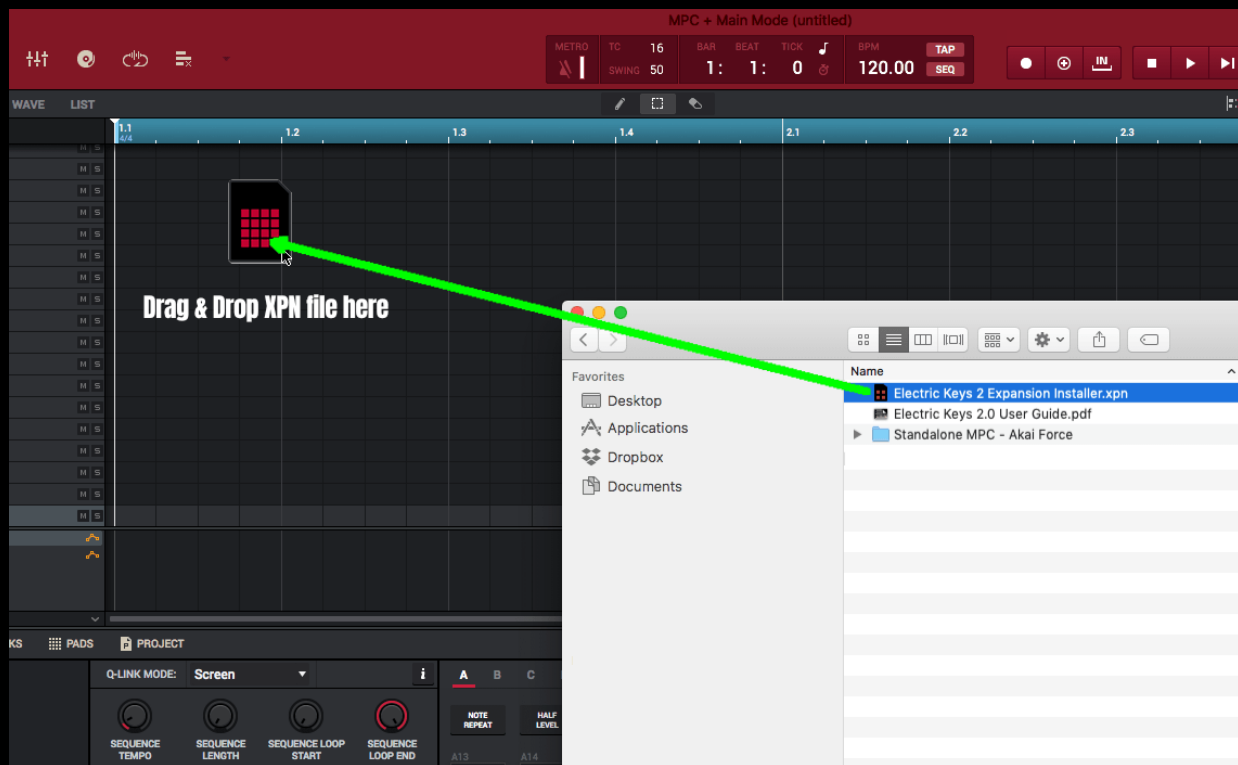 MPC + Main Mode (untitled)
METRO TC 16 BAR BEAT TICK BPM TAP
SWING 50 1: 1: 0 120.00 SEQ
IN
WAVE LIST
1.1 1.2 1.3 1.4 2.1 2.2 2.3
4/4
M S
M S
M S
M S
M S
M S
M S
M S
Drag & Drop XPN file here
M S
M S
M S
M S
M S
M S
M S
M S
M S
M S
Name
Favorites
Electric Keys 2 Expansion Installer.xpn
Desktop
Electric Keys 2.0 User Guide.pdf
Applications
Standalone MPC - Akai Force
Dropbox
Documents
KS PADS PROJECT
Q-LINK MODE: Screen i A B C
NOTE REPEAT
HALF LEVEL
SEQUENCE TEMPO
SEQUENCE LENGTH
SEQUENCE LOOP START
SEQUENCE LOOP END
A13 A14